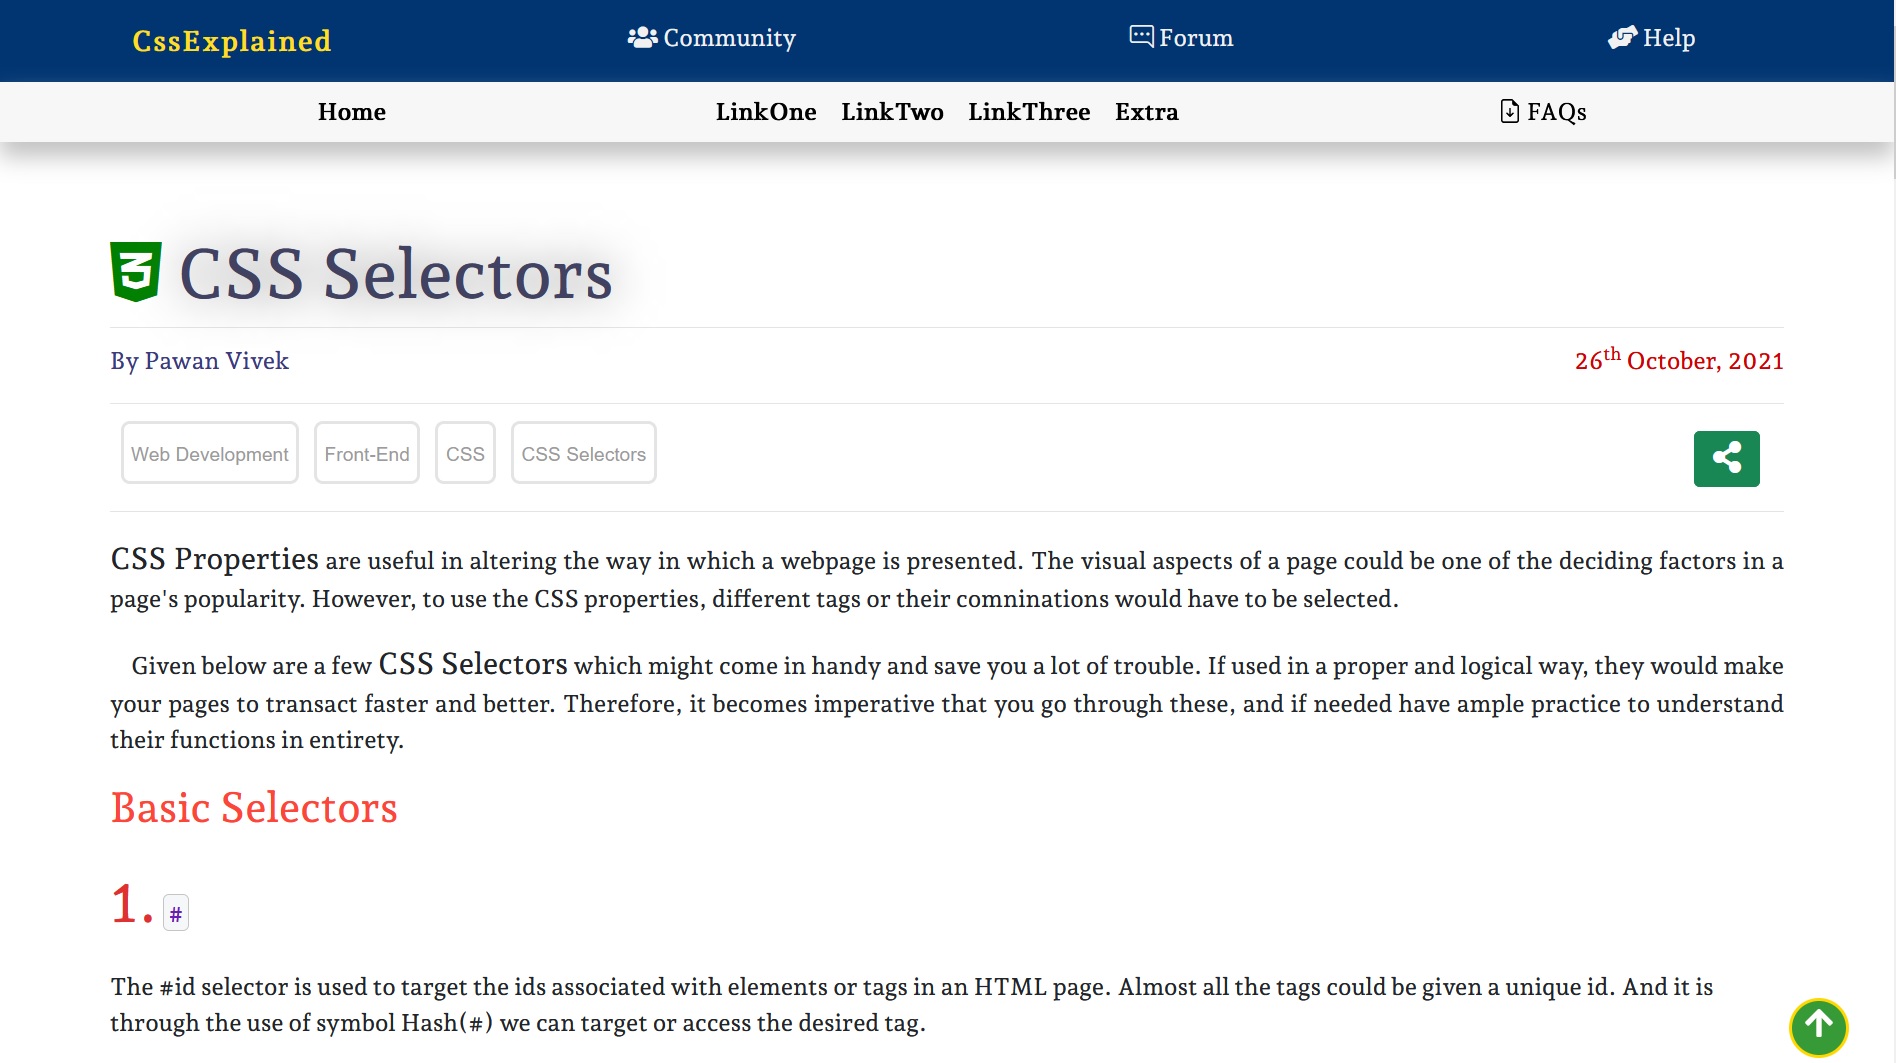 CssExplained Community Forum Help
Home LinkOne LinkTwo LinkThree Extra FAQs
CSS Selectors
By Pawan Vivek 26th October, 2021
Web Development Front-End CSS CSS Selectors
CSS Properties are useful in altering the way in which a webpage is presented. The visual aspects of a page could be one of the deciding factors in a
page's popularity. However, to use the CSS properties, different tags or their comninations would have to be selected.
Given below are a few CSS Selectors which might come in handy and save you a lot of trouble. If used in a proper and logical way, they would make
your pages to transact faster and better. Therefore, it becomes imperative that you go through these, and if needed have ample practice to understand
their functions in entirety.
Basic Selectors
1. #
The #id selector is used to target the ids associated with elements or tags in an HTML page. Almost all the tags could be given a unique id. And it is
through the use of symbol Hash(#) we can target or access the desired tag.